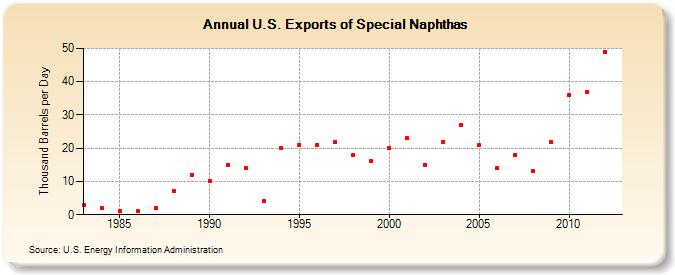 Annual U.S. Exports of Special Naphthas
Thousand Barrels per Day
50
40
30
20
10
0
1985 1990 1995 2000 2005 2010
Source: U.S. Energy Information Administration